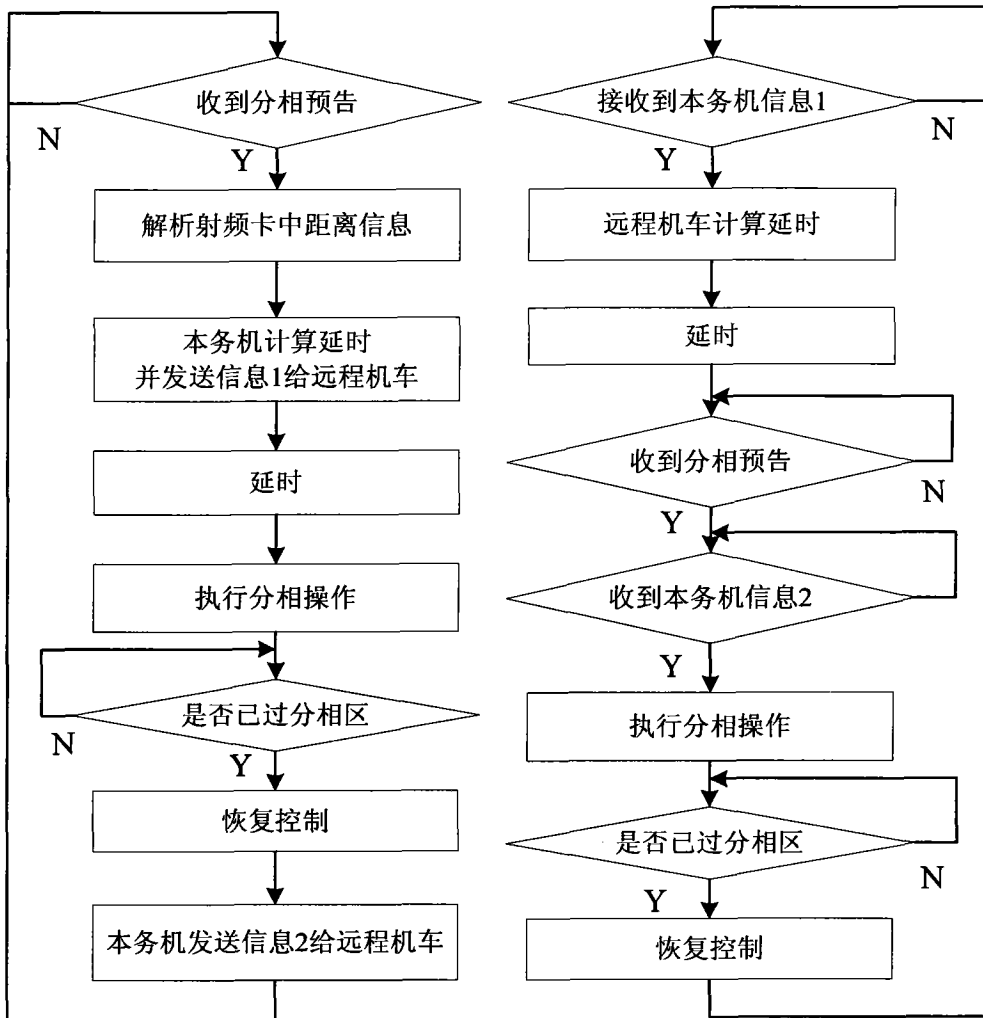 收到分相预告
N
Y
解析射频卡中距离信息
本务机计算延时
并发送信息1给远程机车
延时
执行分相操作
是否已过分相区
N
Y
恢复控制
本务机发送信息2给远程机车
接收到本务机信息1
N
Y
远程机车计算延时
延时
收到分相预告
N
Y
收到本务机信息2
Y
执行分相操作
是否已过分相区
N
Y
恢复控制